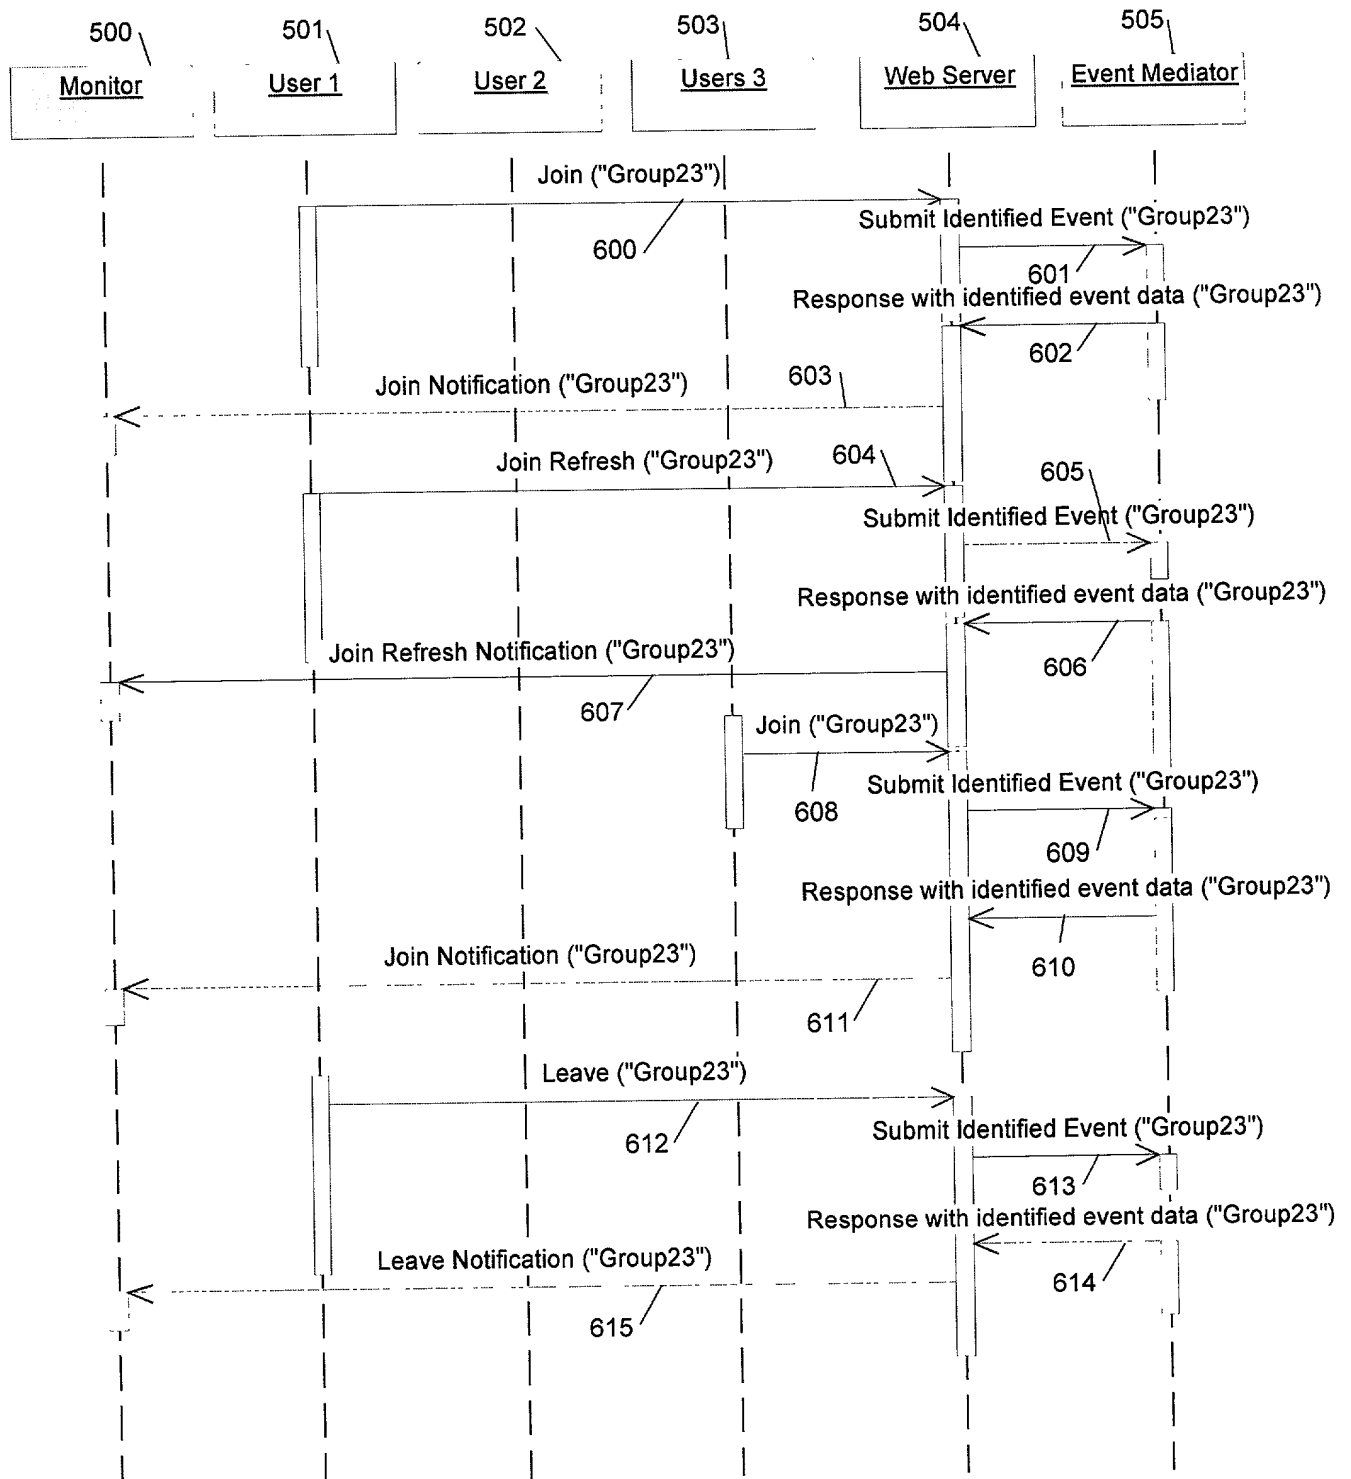 500
501
502
503
504
505
Monitor
User 1
User 2
Users 3
Web Server
Event Mediator
Join ("Group23")
600
Submit Identified Event ("Group23")
601
Response with identified event data ("Group23")
602
Join Notification ("Group23")
603
Join Refresh ("Group23")
604
605
Submit Identified Event ("Group23")
Response with identified event data ("Group23")
606
Join Refresh Notification ("Group23")
607
Join ("Group23")
608
Submit Identified Event ("Group23")
609
Response with identified event data ("Group23")
610
Join Notification ("Group23")
611
Leave ("Group23")
612
Submit Identified Event ("Group23")
613
Response with identified event data ("Group23")
614
Leave Notification ("Group23")
615